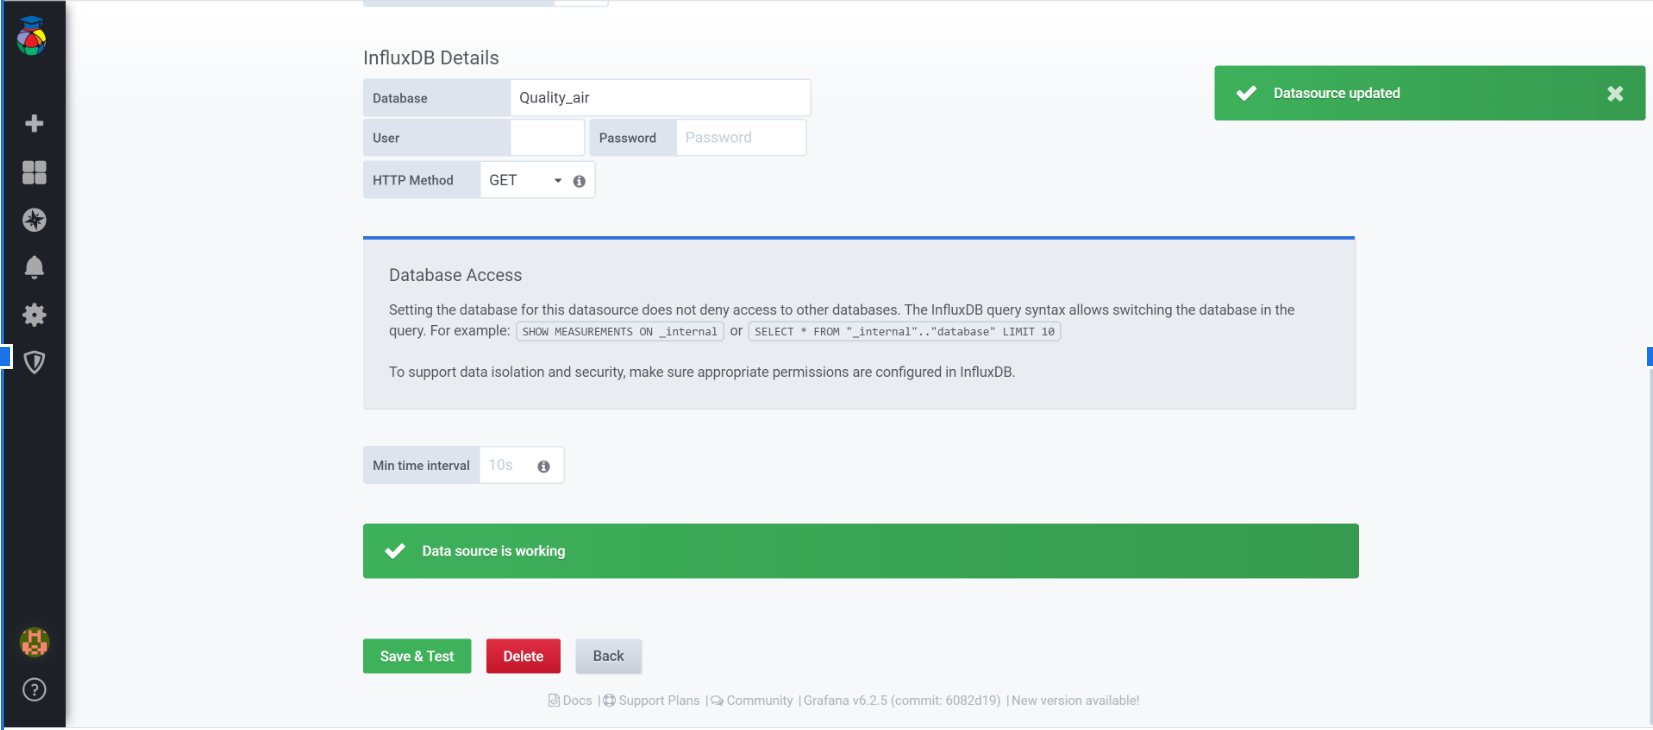 InfluxDB Details
Database Quality_air
Datasource updated
User Password Password
HTTP Method GET
Database Access
Setting the database for this datasource does not deny access to other databases. The InfluxDB query syntax allows switching the database in the
query. For example: SHOW MEASUREMENTS ON _internal or SELECT * FROM "_internal".."database" LIMIT 10
To support data isolation and security, make sure appropriate permissions are configured in InfluxDB.
Min time interval 10s
Data source is working
Save & Test Delete Back
Docs | Support Plans | Community | Grafana v6.2.5 (commit: 6082d19) | New version available!